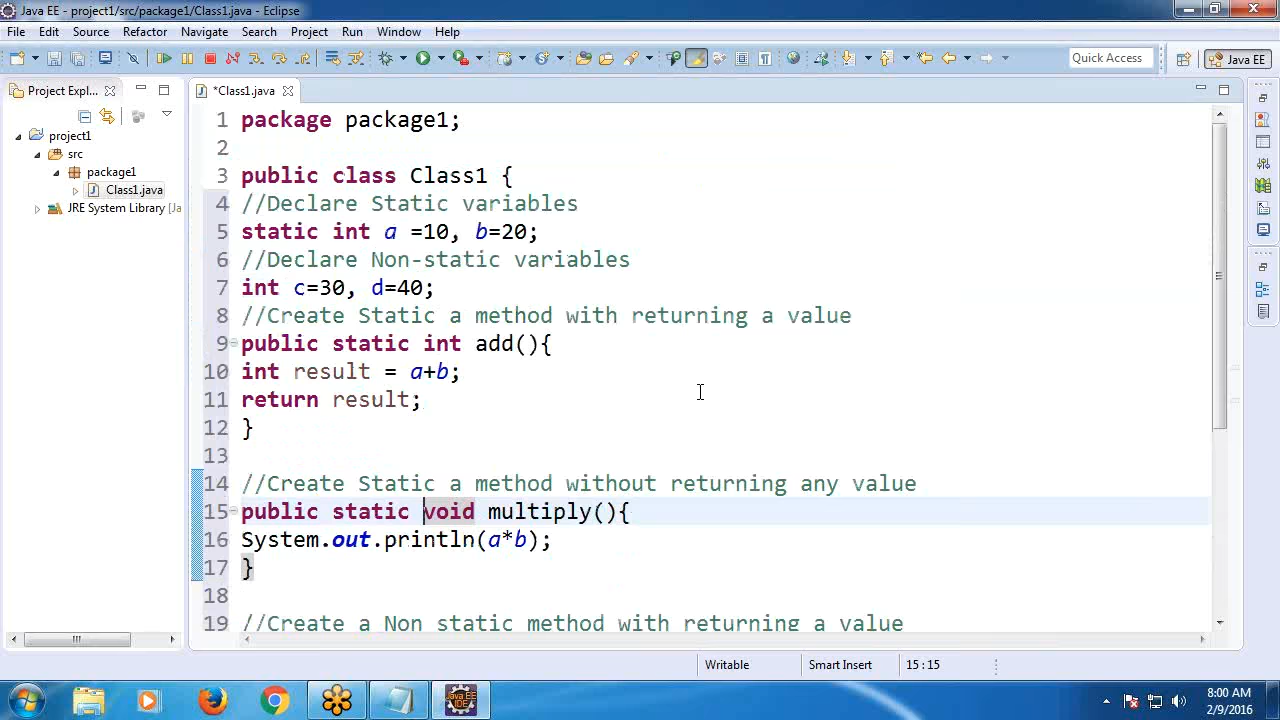 Java EE - project1/src/package1/Class1.java - Eclipse
File Edit Source Refactor Navigate Search Project Run Window Help
Quick Access
Java EE
Project Expl...
*Class1.java
project1
src
package1
Class1.java
JRE System Library [Ja
1 package package1;
2
3 public class Class1 {
4 //Declare Static variables
5 static int a =10, b=20;
6 //Declare Non-static variables
7 int c=30, d=40;
8 //Create Static a method with returning a value
9 public static int add(){
10 int result = a+b;
11 return result;
12 }
13
14 //Create Static a method without returning any value
15 public static void multiply(){
16 System.out.println(a*b);
17 }
18
19 //Create a Non static method with returning a value
Writable Smart Insert 15:15
Java EE
IDE
8:00 AM
2/9/2016